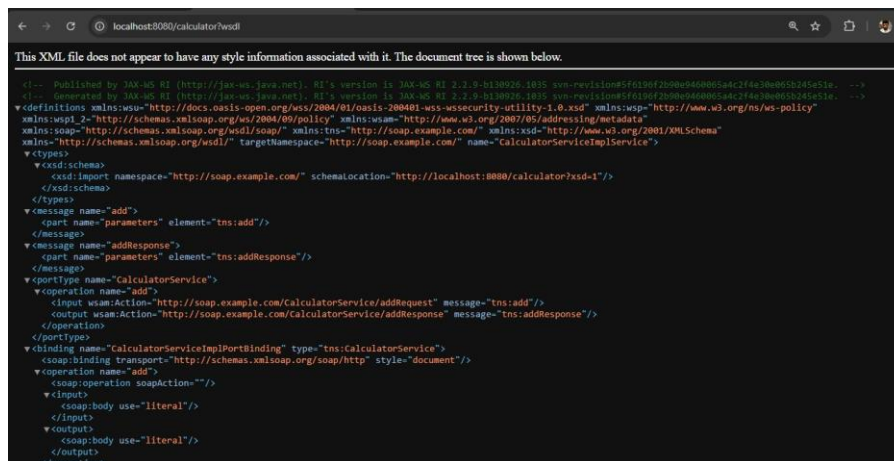 localhost:8080/calculator?wsdl
This XML file does not appear to have any style information associated with it. The document tree is shown below.
<!-- Published by JAX-WS RI (http://jax-ws.java.net). RI's version is JAX-WS RI 2.2.9-b130926.1035 svn-revision#5f6196f2b90e9460065a4c2f4e30e065b245e51e. -->
<!-- Generated by JAX-WS RI (http://jax-ws.java.net). RI's version is JAX-WS RI 2.2.9-b130926.1035 svn-revision#5f6196f2b90e9460065a4c2f4e30e065b245e51e. -->
▼<definitions xmlns:wsu="http://docs.oasis-open.org/wss/2004/01/oasis-200401-wss-wssecurity-utility-1.0.xsd" xmlns:wsp="http://www.w3.org/ns/ws-policy"
xmlns:wsp1_2="http://schemas.xmlsoap.org/ws/2004/09/policy" xmlns:wsam="http://www.w3.org/2007/05/addressing/metadata"
xmlns:soap="http://schemas.xmlsoap.org/wsdl/soap/" xmlns:tns="http://soap.example.com/" xmlns:xsd="http://www.w3.org/2001/XMLSchema"
xmlns="http://schemas.xmlsoap.org/wsdl/" targetNamespace="http://soap.example.com/" name="CalculatorServiceImplService">
▼<types>
▼<xsd:schema>
<xsd:import namespace="http://soap.example.com/" schemaLocation="http://localhost:8080/calculator?xsd=1"/>
</xsd:schema>
</types>
▼<message name="add">
<part name="parameters" element="tns:add"/>
</message>
▼<message name="addResponse">
<part name="parameters" element="tns:addResponse"/>
</message>
▼<portType name="CalculatorService">
▼<operation name="add">
<input wsam:Action="http://soap.example.com/CalculatorService/addRequest" message="tns:add"/>
<output wsam:Action="http://soap.example.com/CalculatorService/addResponse" message="tns:addResponse"/>
</operation>
</portType>
▼<binding name="CalculatorServiceImplPortBinding" type="tns:CalculatorService">
<soap:binding transport="http://schemas.xmlsoap.org/soap/http" style="document"/>
▼<operation name="add">
<soap:operation soapAction=""/>
▼<input>
<soap:body use="literal"/>
</input>
▼<output>
<soap:body use="literal"/>
</output>